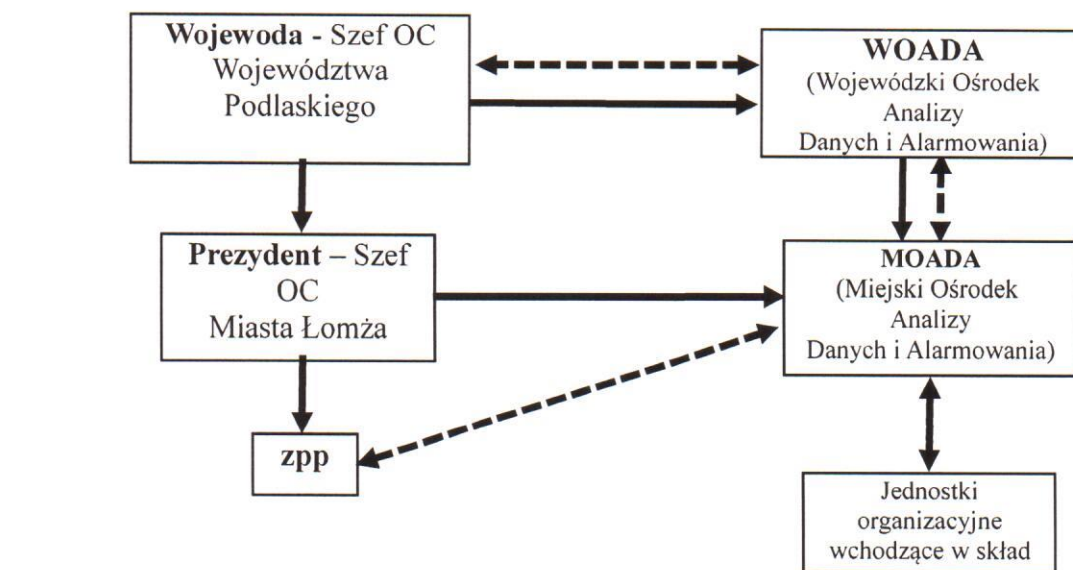 Wojewoda - Szef OC
Województwa
Podlaskiego
WOADA
(Wojewódzki Ośrodek
Analizy
Danych i Alarmowania)
Prezydent – Szef
OC
Miasta Łomża
MOADA
(Miejski Ośrodek
Analizy
Danych i Alarmowania)
zpp
Jednostki
organizacyjne
wchodzące w skład